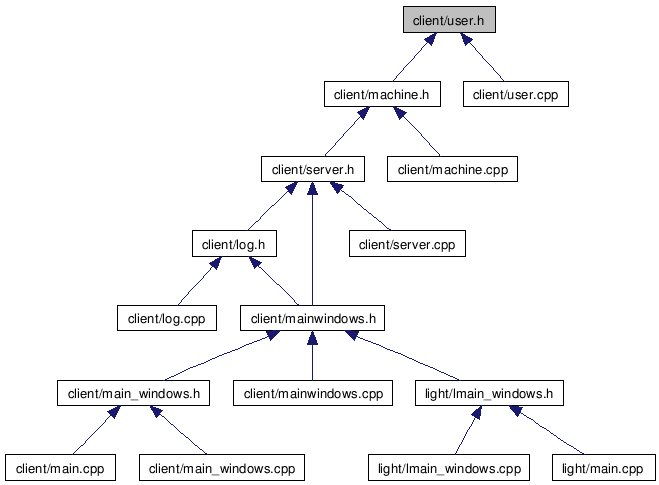 client/user.h
client/machine.h
client/user.cpp
client/server.h
client/machine.cpp
client/log.h
client/server.cpp
client/log.cpp
client/mainwindows.h
client/main_windows.h
client/mainwindows.cpp
light/lmain_windows.h
client/main.cpp
client/main_windows.cpp
light/lmain_windows.cpp
light/main.cpp